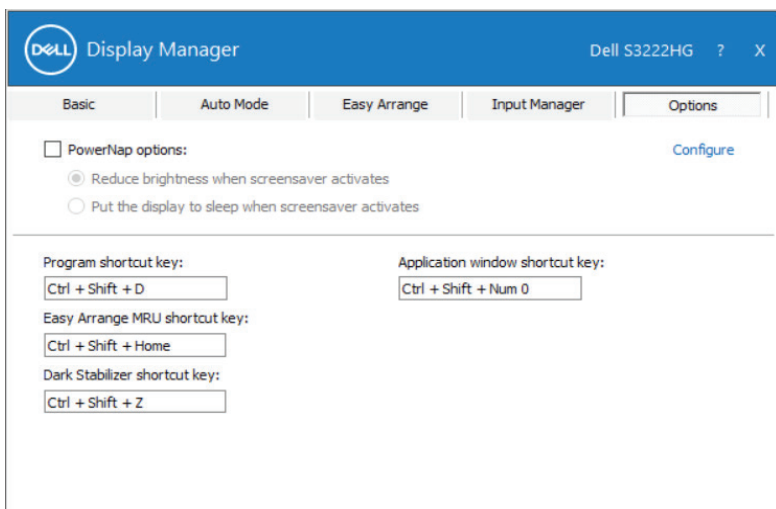 DELL Display Manager Dell S3222HG ? X
Basic Auto Mode Easy Arrange Input Manager Options
PowerNap options: Configure
Reduce brightness when screensaver activates
Put the display to sleep when screensaver activates
Program shortcut key: Application window shortcut key:
Ctrl + Shift + D Ctrl + Shift + Num 0
Easy Arrange MRU shortcut key:
Ctrl + Shift + Home
Dark Stabilizer shortcut key:
Ctrl + Shift + Z